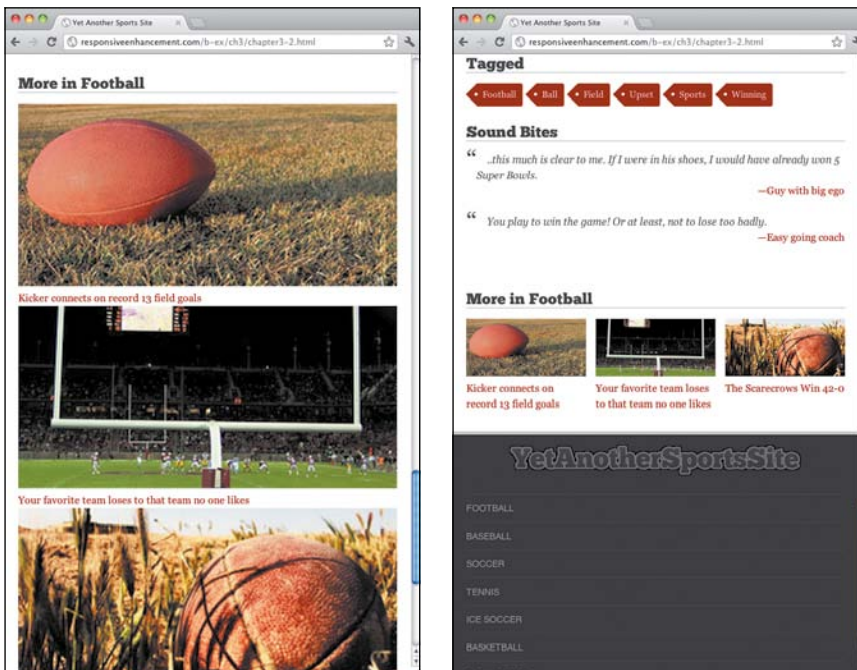 Yet Another Sports Site
responsiveenhancement.com/b-ex/ch3/chapter3-2.html
More in Football
Kicker connects on record 13 field goals
Your favorite team loses to that team no one likes
Yet Another Sports Site
responsiveenhancement.com/b-ex/ch3/chapter3-2.html
Tagged
Football
Ball
Field
Upset
Sports
Winning
Sound Bites
“ ..this much is clear to me. If I were in his shoes, I would have already won 5
Super Bowls.
—Guy with big ego
“ You play to win the game! Or at least, not to lose too badly.
—Easy going coach
More in Football
Kicker connects on
record 13 field goals
Your favorite team loses
to that team no one likes
The Scarecrows Win 42-0
YetAnotherSportsSite
FOOTBALL
BASEBALL
SOCCER
TENNIS
ICE SOCCER
BASKETBALL